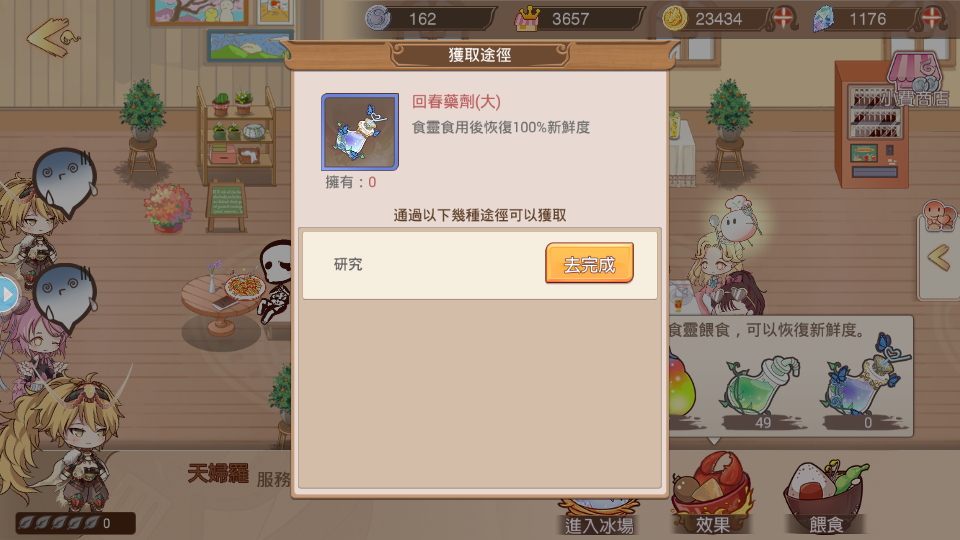 162
3657
23434
1176
獲取途徑
小費商店
回春藥劑(大)
食靈食用後恢復100%新鮮度
擁有：0
通過以下幾種途徑可以獲取
研究
去完成
食靈餵食，可以恢復新鮮度。
49
0
天婦羅
服務
0
進入冰場
效果
餵食